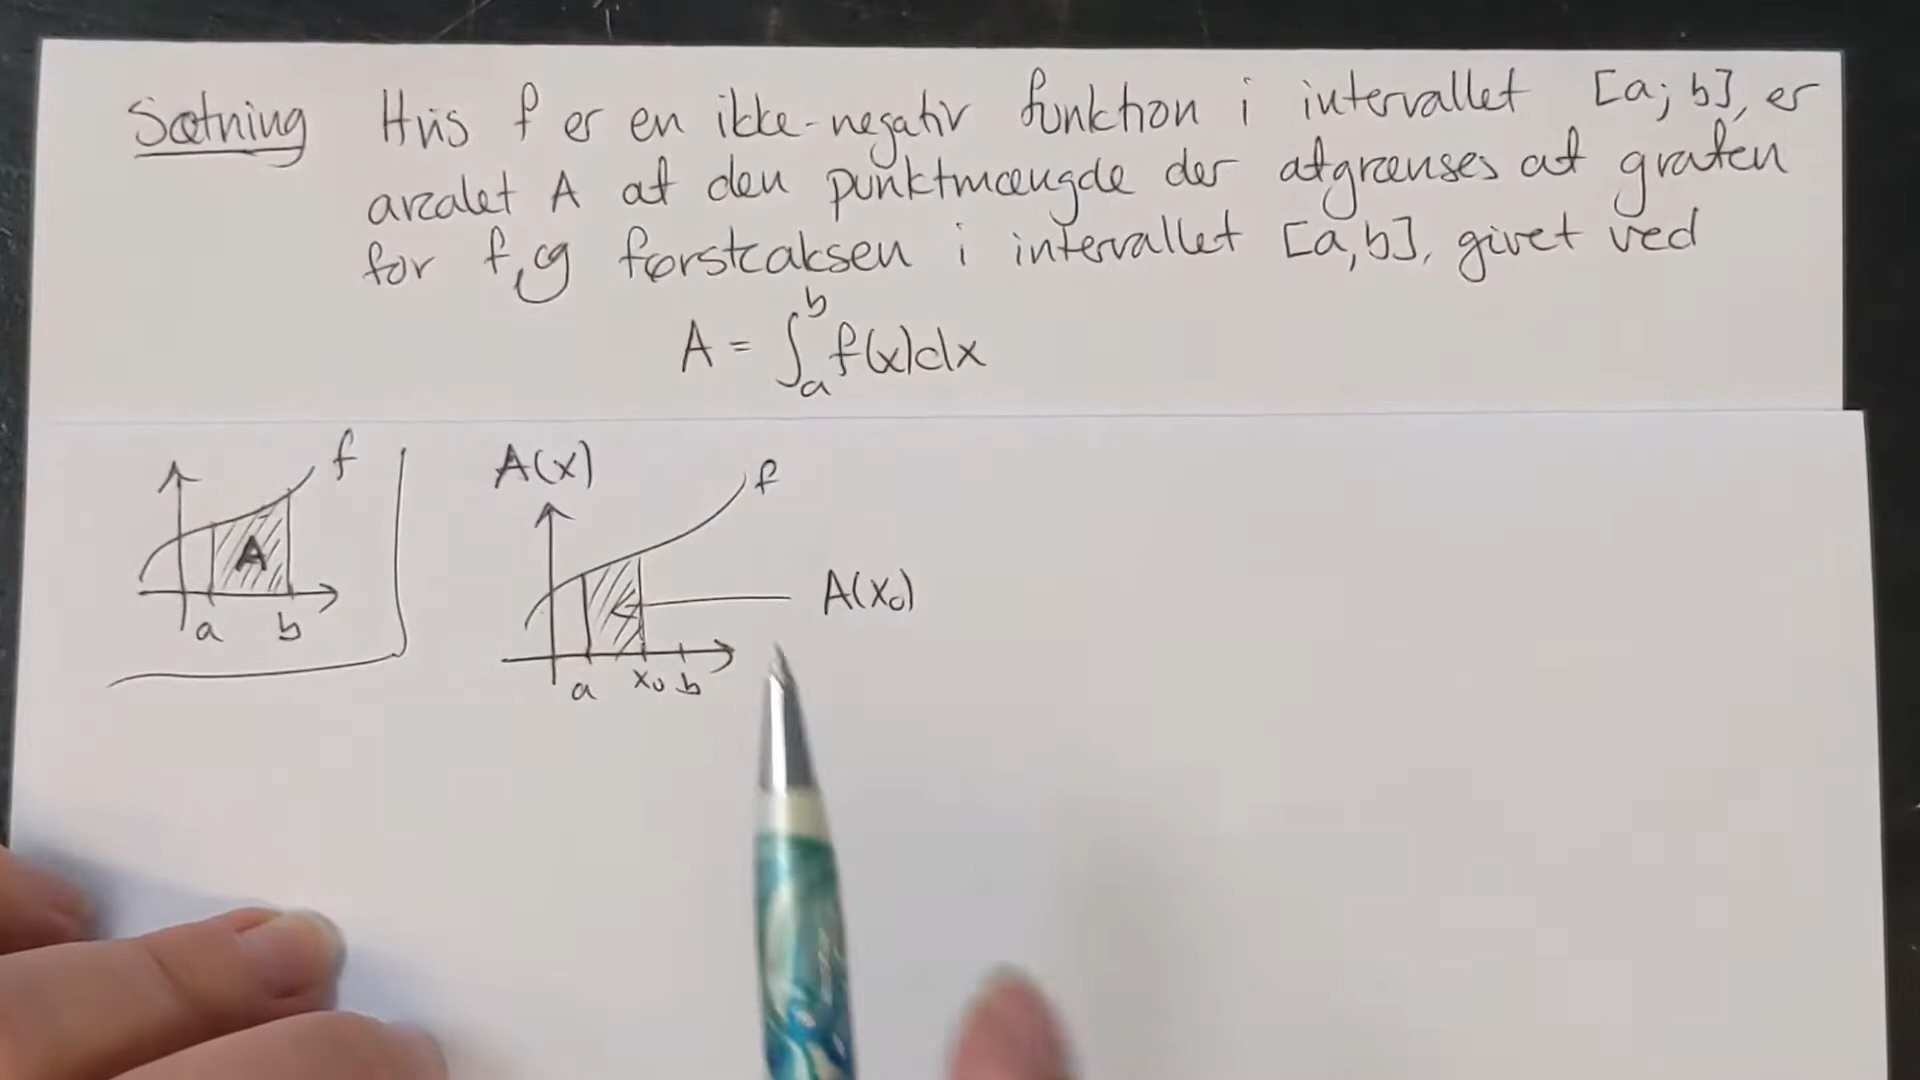 Sætning Hvis f er en ikke-negativ funktion i intervallet [a; b], er
arealet A af den punktmængde der afgrænses af grafen
for f, og førsteaksen i intervallet [a,b], givet ved
A = ∫_a^b f(x)dx
f
A
a b
A(x)
f
A(x₀)
a x₀ b